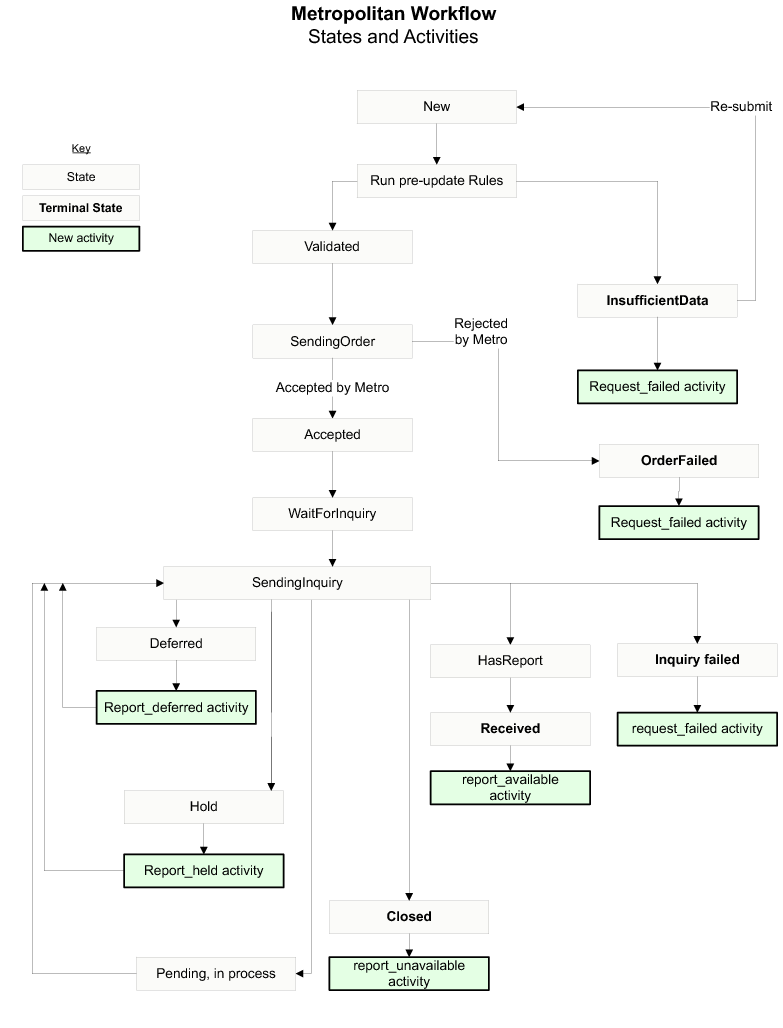 Metropolitan Workflow
States and Activities
New
Re-submit
Key
State
Terminal State
New activity
Run pre-update Rules
Validated
InsufficientData
Rejected
by Metro
SendingOrder
Request_failed activity
Accepted by Metro
Accepted
OrderFailed
WaitForInquiry
Request_failed activity
SendingInquiry
Deferred
HasReport
Inquiry failed
Report_deferred activity
Received
request_failed activity
report_available
activity
Hold
Report_held activity
Closed
Pending, in process
report_unavailable
activity